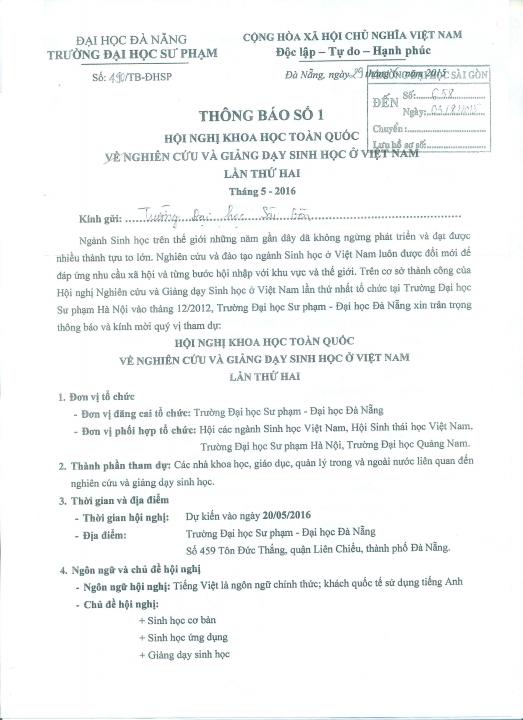 ĐẠI HỌC ĐÀ NẴNG
TRƯỜNG ĐẠI HỌC SƯ PHẠM
Số: 490/TB-ĐHSP
CỘNG HÒA XÃ HỘI CHỦ NGHĨA VIỆT NAM
Độc lập – Tự do – Hạnh phúc
Đà Nẵng, ngày 29 tháng 6 năm 2015
TRƯỜNG ĐẠI HỌC SÀI GÒN
ĐẾN
Số: 658
Ngày:
Chuyển:
Lưu hồ sơ số:
THÔNG BÁO SỐ 1
HỘI NGHỊ KHOA HỌC TOÀN QUỐC
VỀ NGHIÊN CỨU VÀ GIẢNG DẠY SINH HỌC Ở VIỆT NAM
LẦN THỨ HAI
Tháng 5 - 2016
Kính gửi: Trường Đại học Sài Gòn
Ngành Sinh học trên thế giới những năm gần đây đã không ngừng phát triển và đạt được
nhiều thành tựu to lớn. Nghiên cứu và đào tạo ngành Sinh học ở Việt Nam luôn được đổi mới để
đáp ứng nhu cầu xã hội và từng bước hội nhập với khu vực và thế giới. Trên cơ sở thành công của
Hội nghị Nghiên cứu và Giảng dạy Sinh học ở Việt Nam lần thứ nhất tổ chức tại Trường Đại học
Sư phạm Hà Nội vào tháng 12/2012, Trường Đại học Sư phạm - Đại học Đà Nẵng xin trân trọng
thông báo và kính mời quý vị tham dự:
HỘI NGHỊ KHOA HỌC TOÀN QUỐC
VỀ NGHIÊN CỨU VÀ GIẢNG DẠY SINH HỌC Ở VIỆT NAM
LẦN THỨ HAI
1. Đơn vị tổ chức
- Đơn vị đăng cai tổ chức: Trường Đại học Sư phạm - Đại học Đà Nẵng
- Đơn vị phối hợp tổ chức: Hội các ngành Sinh học Việt Nam, Hội Sinh thái học Việt Nam.
Trường Đại học Sư phạm Hà Nội, Trường Đại học Quảng Nam.
2. Thành phần tham dự: Các nhà khoa học, giáo dục, quản lý trong và ngoài nước liên quan đến
nghiên cứu và giảng dạy sinh học.
3. Thời gian và địa điểm
- Thời gian hội nghị: Dự kiến vào ngày 20/05/2016
- Địa điểm: Trường Đại học Sư phạm - Đại học Đà Nẵng
Số 459 Tôn Đức Thắng, quận Liên Chiểu, thành phố Đà Nẵng.
4. Ngôn ngữ và chủ đề hội nghị
- Ngôn ngữ hội nghị: Tiếng Việt là ngôn ngữ chính thức; khách quốc tế sử dụng tiếng Anh
- Chủ đề hội nghị:
+ Sinh học cơ bản
+ Sinh học ứng dụng
+ Giảng dạy sinh học